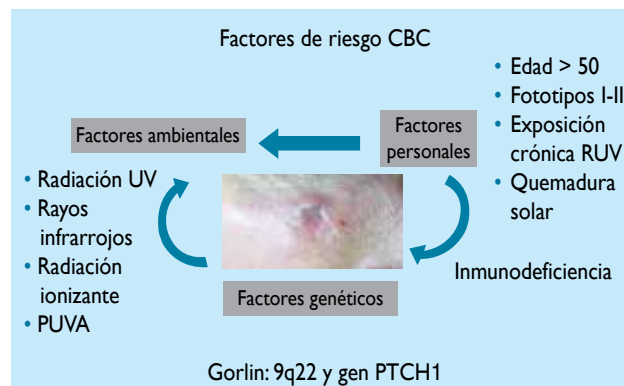 Factores de riesgo CBC
• Edad > 50
• Fototipos I-II
• Exposición
crónica RUV
• Quemadura
solar
Factores
personales
Factores ambientales
• Radiación UV
• Rayos
infrarrojos
• Radiación
ionizante
• PUVA
Inmunodeficiencia
Factores genéticos
Gorlin: 9q22 y gen PTCH1